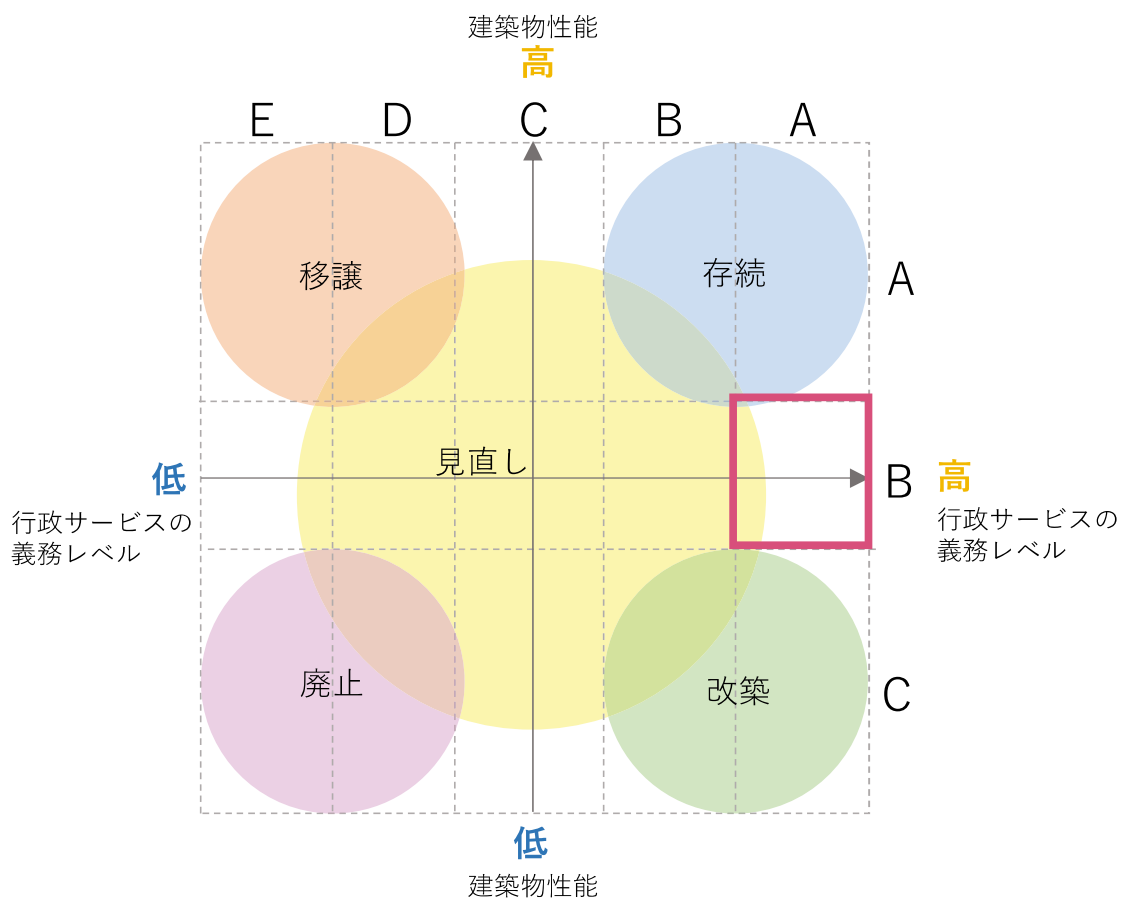 建築物性能
高
E D C B A
移譲
存続
A
見直し
低
行政サービスの
義務レベル
B
高
行政サービスの
義務レベル
廃止
改築
C
低
建築物性能